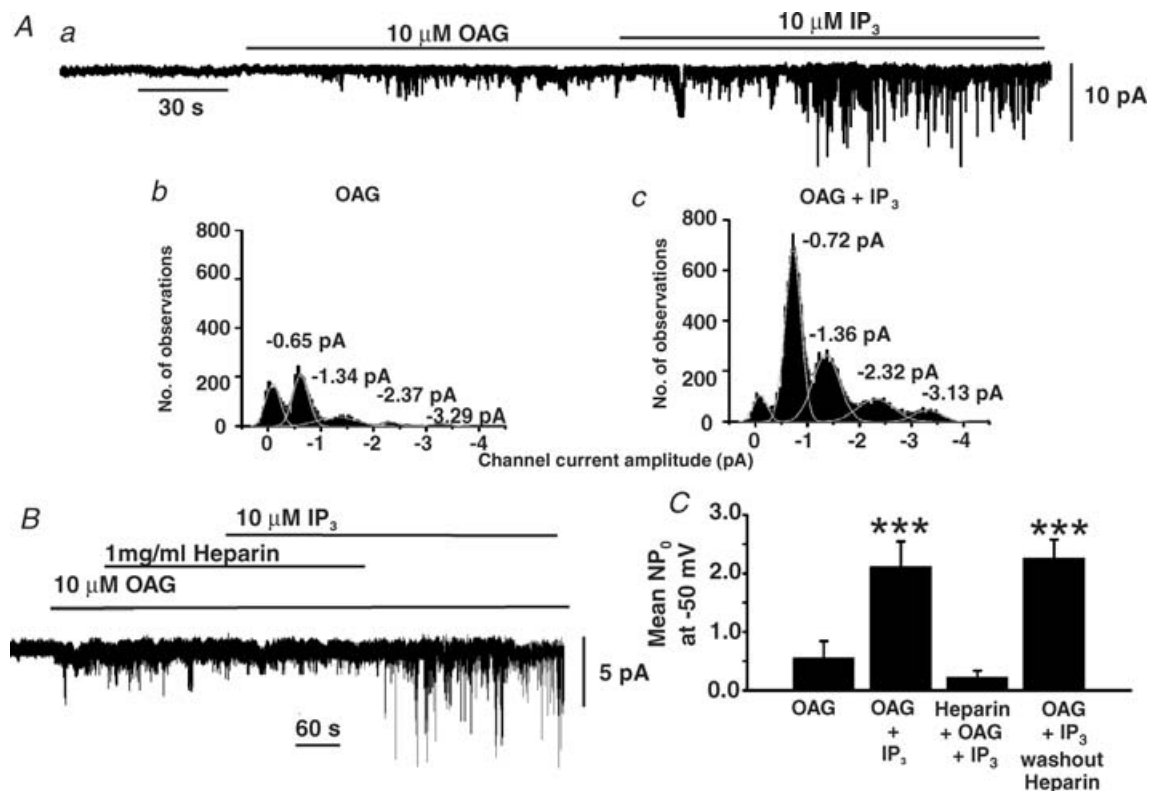 A
a
10 μM OAG
10 μM IP₃
30 s
10 pA
b
OAG
No. of observations
800
600
400
200
0
-0.65 pA
-1.34 pA
-2.37 pA
-3.29 pA
0 -1 -2 -3 -4
c
OAG + IP₃
No. of observations
800
600
400
200
0
-0.72 pA
-1.36 pA
-2.32 pA
-3.13 pA
0 -1 -2 -3 -4
Channel current amplitude (pA)
B
10 μM IP₃
1mg/ml Heparin
10 μM OAG
5 pA
60 s
C
Mean NP₀
at -50 mV
3.0
2.0
1.0
0.0
***
***
OAG
OAG
+
IP₃
Heparin
+ OAG
+ IP₃
OAG
+ IP₃
washout
Heparin